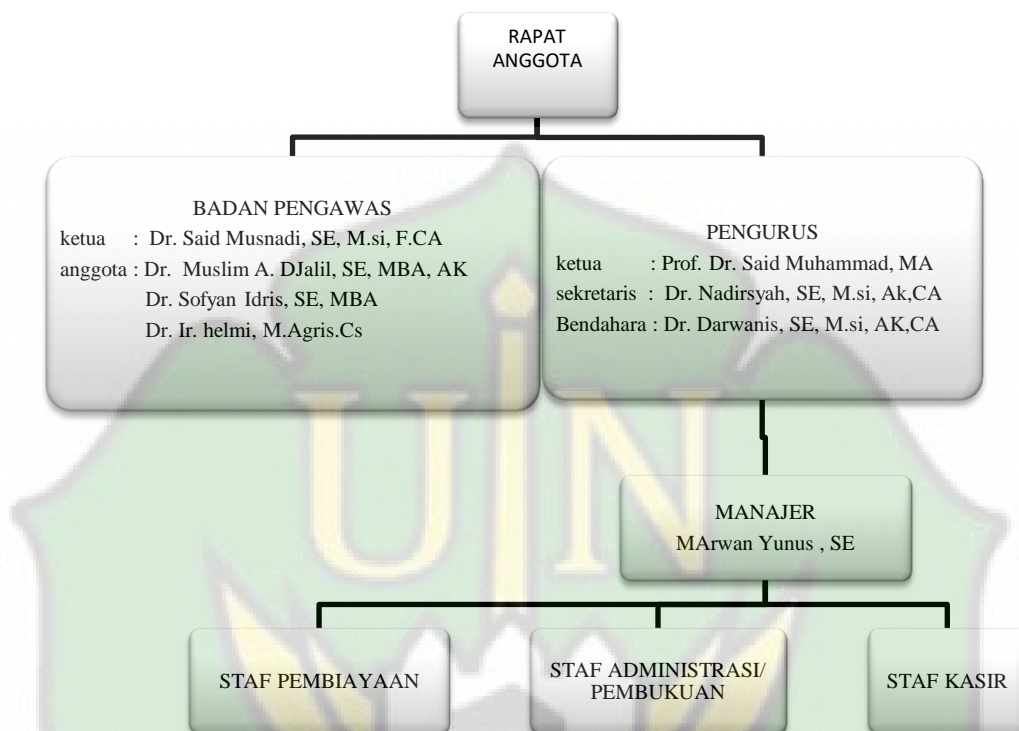 RAPAT
ANGGOTA
BADAN PENGAWAS
ketua : Dr. Said Musnadi, SE, M.si, F.CA
anggota : Dr. Muslim A. DJalil, SE, MBA, AK
Dr. Sofyan Idris, SE, MBA
Dr. Ir. helmi, M.Agris.Cs
PENGURUS
ketua : Prof. Dr. Said Muhammad, MA
sekretaris : Dr. Nadirsyah, SE, M.si, Ak,CA
Bendahara : Dr. Darwanis, SE, M.si, AK,CA
MANAJER
MArwan Yunus , SE
STAF PEMBIAYAAN
STAF ADMINISTRASI/
PEMBUKUAN
STAF KASIR
UIN